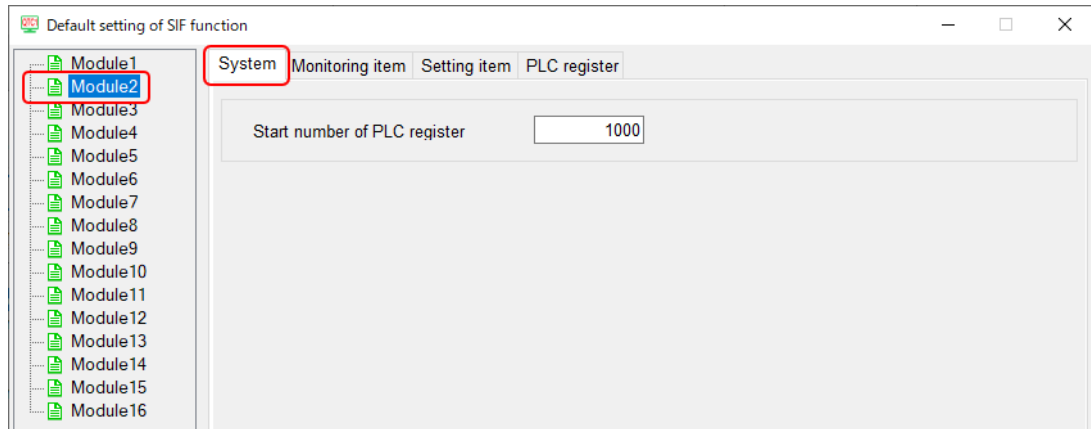 QTC1 Default setting of SIF function
Module1
Module2
Module3
Module4
Module5
Module6
Module7
Module8
Module9
Module10
Module11
Module12
Module13
Module14
Module15
Module16
System Monitoring item Setting item PLC register
Start number of PLC register 1000